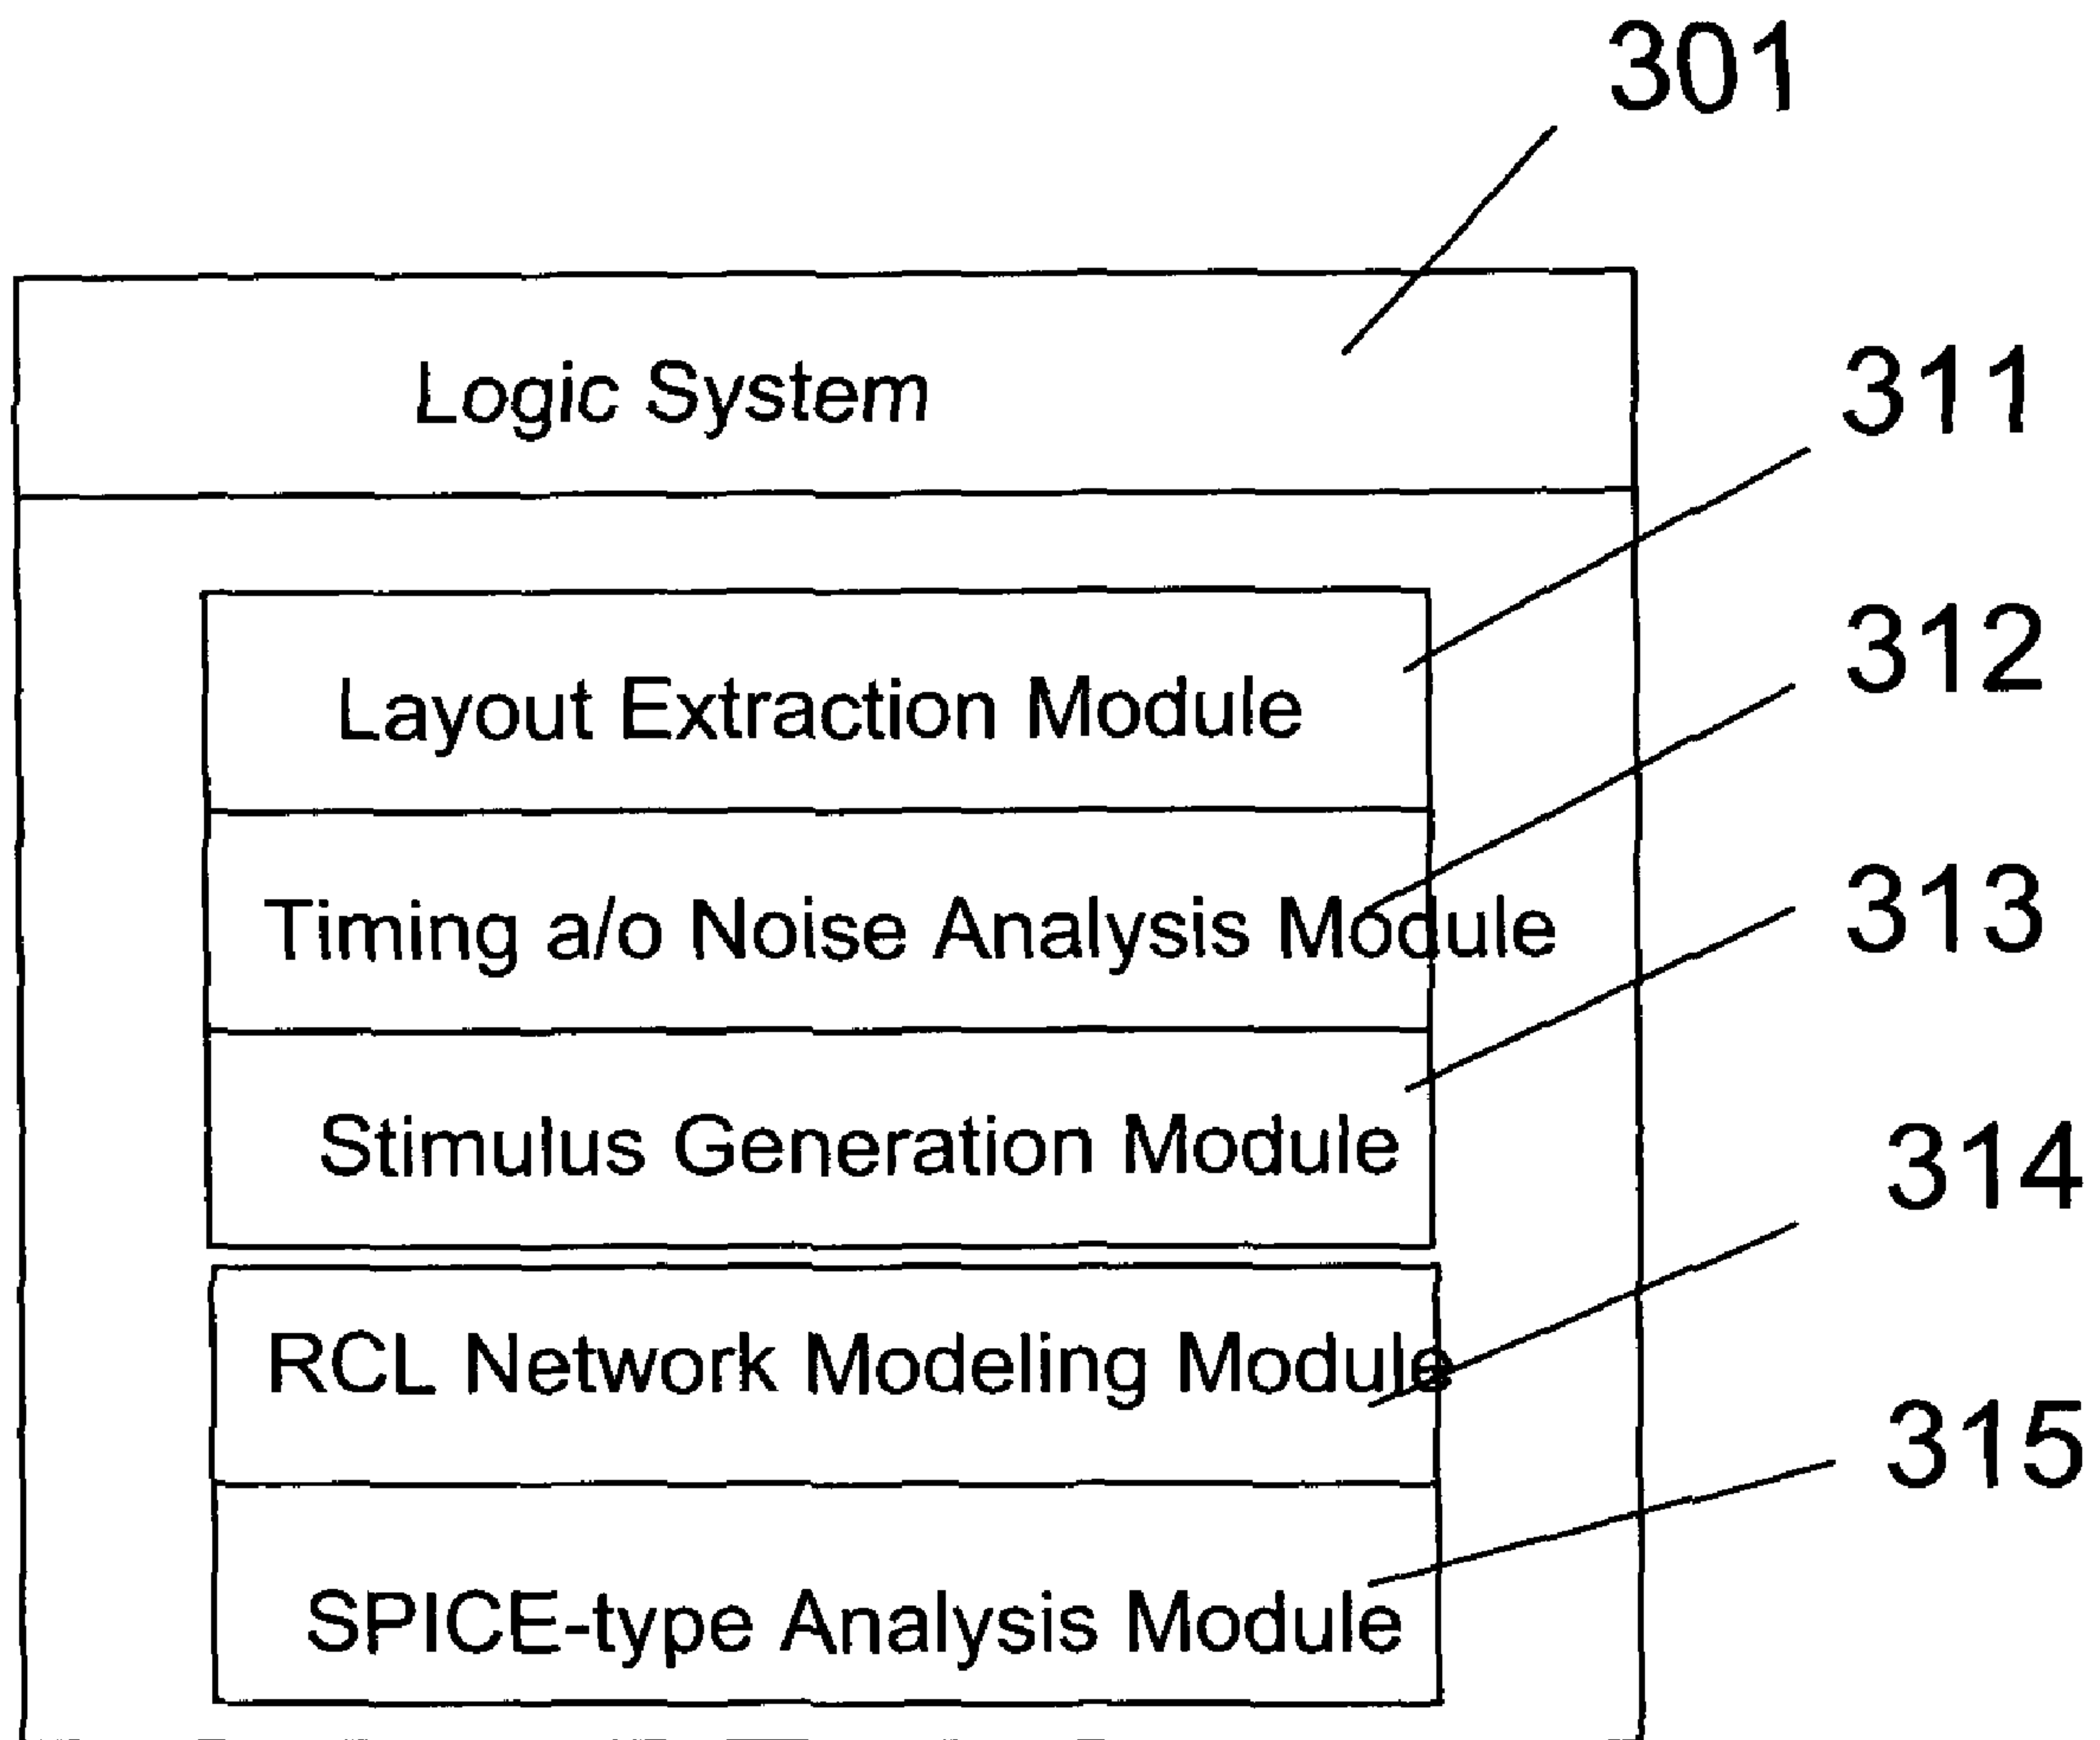 301
Logic System
311
Layout Extraction Module
312
Timing a/o Noise Analysis Module
313
Stimulus Generation Module
314
RCL Network Modeling Module
315
SPICE-type Analysis Module